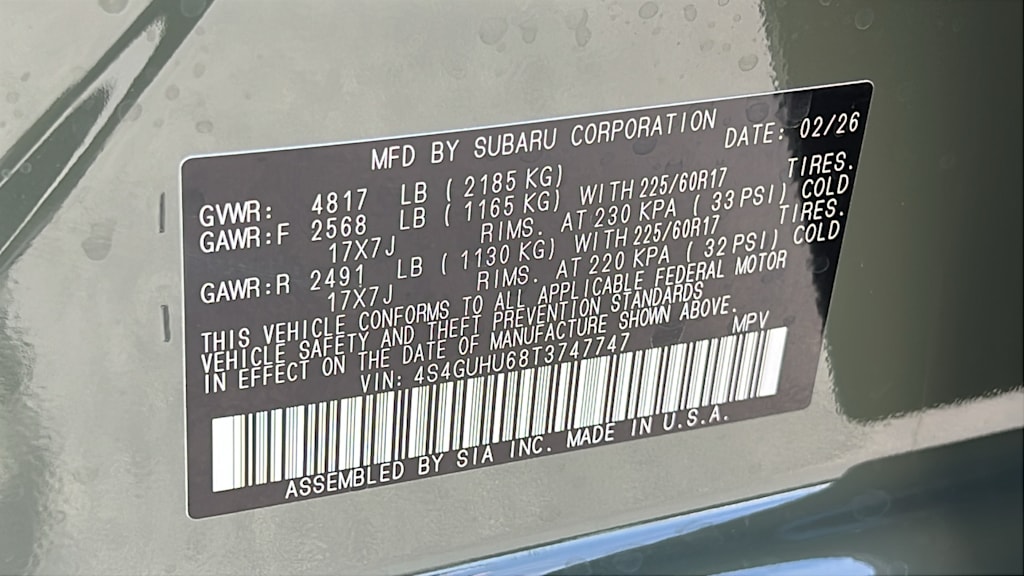 MFD BY SUBARU CORPORATION DATE: 02/26
GVWR: 4817 LB ( 2185 KG)
GAWR:F 2568 LB ( 1165 KG) WITH 225/60R17 TIRES.
17X7J RIMS. AT 230 KPA ( 33 PSI) COLD
GAWR:R 2491 LB ( 1130 KG) WITH 225/60R17 TIRES.
17X7J RIMS. AT 220 KPA ( 32 PSI) COLD
THIS VEHICLE CONFORMS TO ALL APPLICABLE FEDERAL MOTOR
VEHICLE SAFETY AND THEFT PREVENTION STANDARDS
IN EFFECT ON THE DATE OF MANUFACTURE SHOWN ABOVE.
VIN: 4S4GUHU68T3747747 MPV
ASSEMBLED BY SIA INC. MADE IN U.S.A.